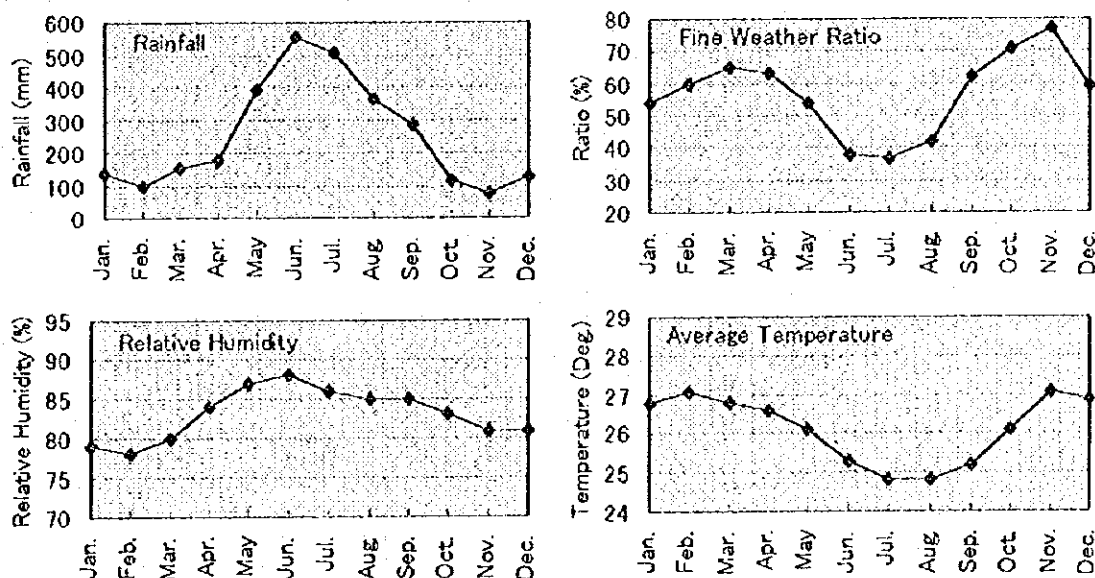 Rainfall
Rainfall (mm)
600
500
400
300
200
100
0
Jan. Feb. Mar. Apr. May Jun. Jul. Aug. Sep. Oct. Nov. Dec.
Fine Weather Ratio
Ratio (%)
80
70
60
50
40
30
20
Jan. Feb. Mar. Apr. May Jun. Jul. Aug. Sep. Oct. Nov. Dec.
Relative Humidity
Relative Humidity (%)
95
90
85
80
75
70
Jan. Feb. Mar. Apr. May Jun. Jul. Aug. Sep. Oct. Nov. Dec.
Average Temperature
Temperature (Deg)
29
28
27
26
25
24
Jan. Feb. Mar. Apr. May Jun. Jul. Aug. Sep. Oct. Nov. Dec.